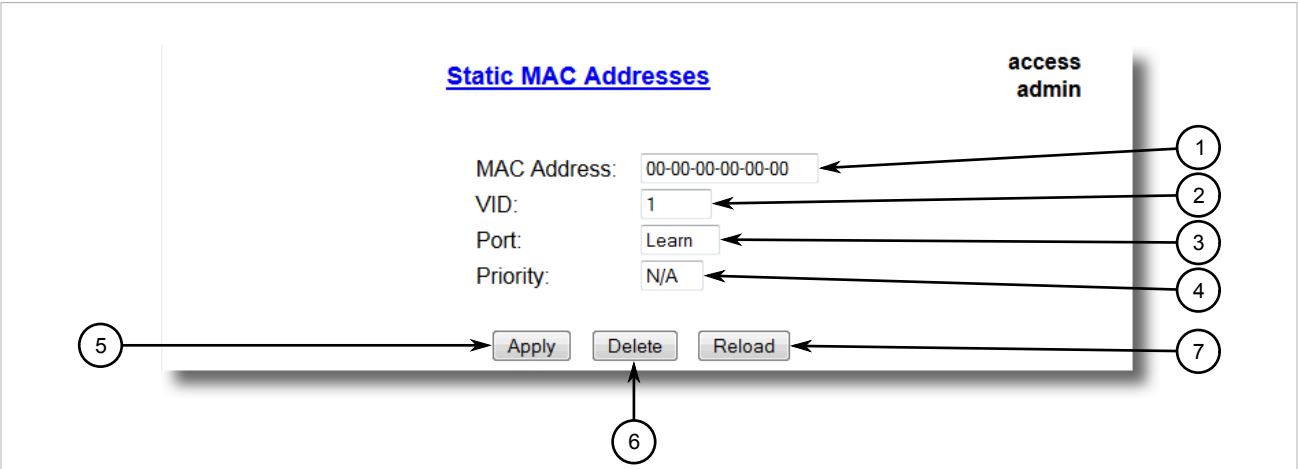 Static MAC Addresses
access
admin
MAC Address: 00-00-00-00-00-00
1
VID: 1
2
Port: Learn
3
Priority: N/A
4
5
Apply Delete Reload
7
6